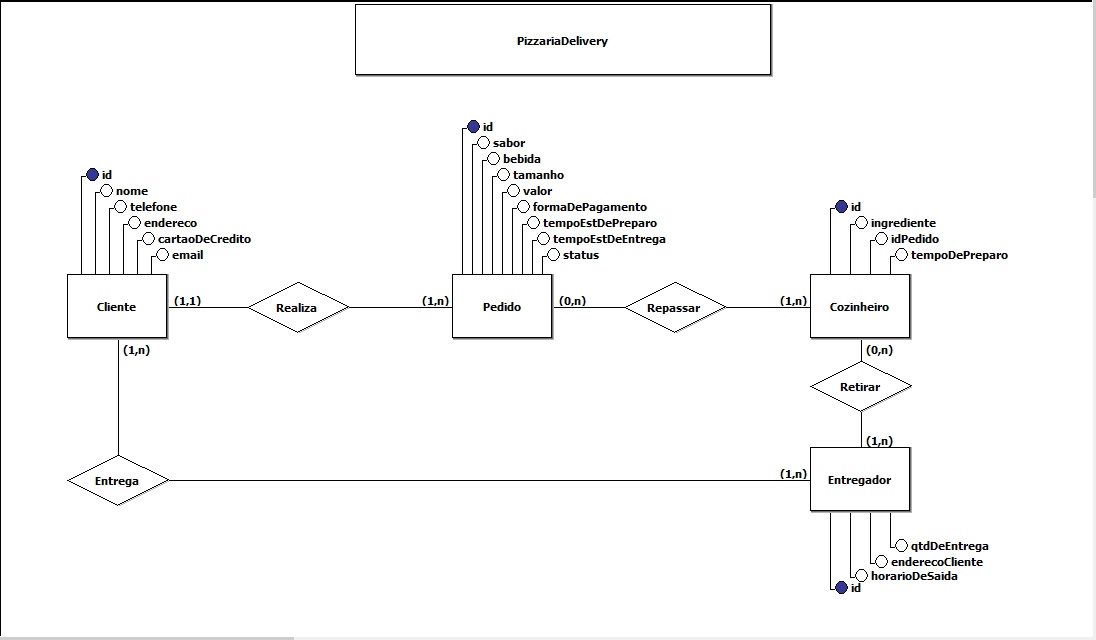 PizzariaDelivery
id
sabor
bebida
tamanho
valor
formaDePagamento
tempoEstDePreparo
tempoEstDeEntrega
status
id
nome
telefone
endereco
cartaoDeCredito
email
id
ingrediente
idPedido
tempoDePreparo
Cliente
(1,1)
Realiza
(1,n)
Pedido
(0,n)
Repassar
(1,n)
Cozinheiro
(1,n)
(0,n)
Retirar
(1,n)
Entrega
(1,n)
Entregador
qtdDeEntrega
enderecoCliente
horarioDeSaida
id